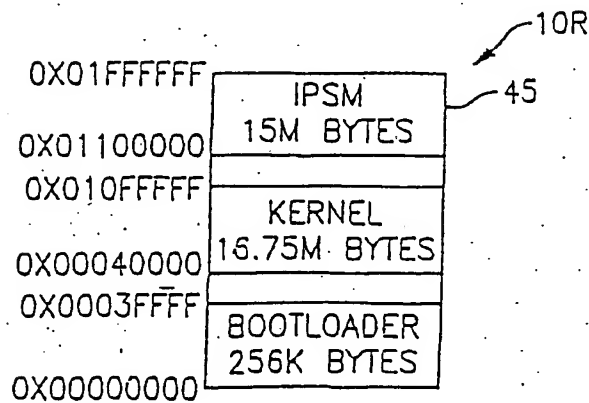 10R
0X01FFFFFF
IPSM
45
15M BYTES
0X01100000
0X010FFFFF
KERNEL
16.75M BYTES
0X00040000
0X0003FFFF
BOOTLOADER
256K BYTES
0X00000000